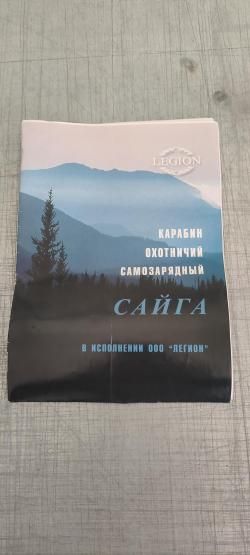 LEGION
КАРАБИН
ОХОТНИЧИЙ
САМОЗАРЯДНЫЙ
САЙГА
В ИСПОЛНЕНИИ ООО "ЛЕГИОН"